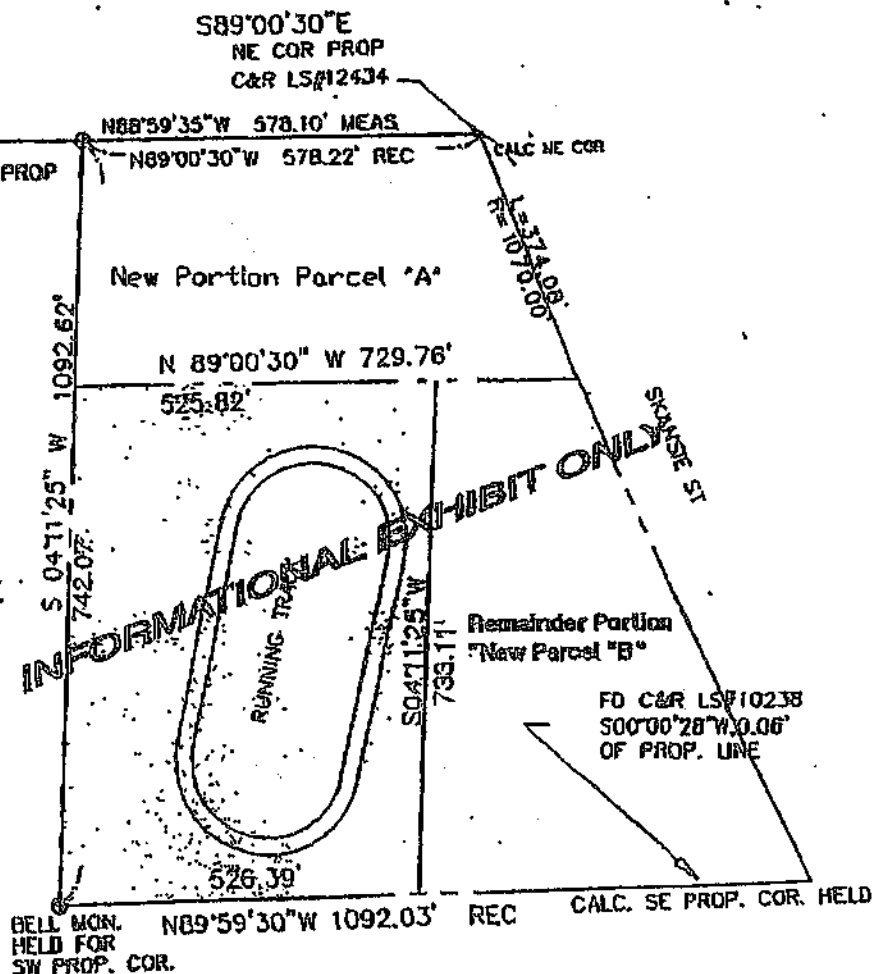 S89°00'30"E
NE COR PROP
C&R LS#12434
N88°59'35"W 578.10' MEAS
N89°00'30"W 578.22' REC
CALC NE COR
PROP
L=374.08'
R=1070.00'
New Portion Parcel "A"
S 04°11'25" W 1092.62'
N 89°00'30" W 729.76'
525.82'
SKANSIE ST
INFORMATIONAL EXHIBIT ONLY
742.07'
RUNNING TRACK
S04°11'25"W
733.11'
Remainder Portion
"New Parcel "B"
FD C&R LS#10238
S00°00'28"W,0.06'
OF PROP. LINE
526.39'
BELL MON.
HELD FOR
SW PROP. COR.
N89°59'30"W 1092.03' REC
CALC. SE PROP. COR. HELD